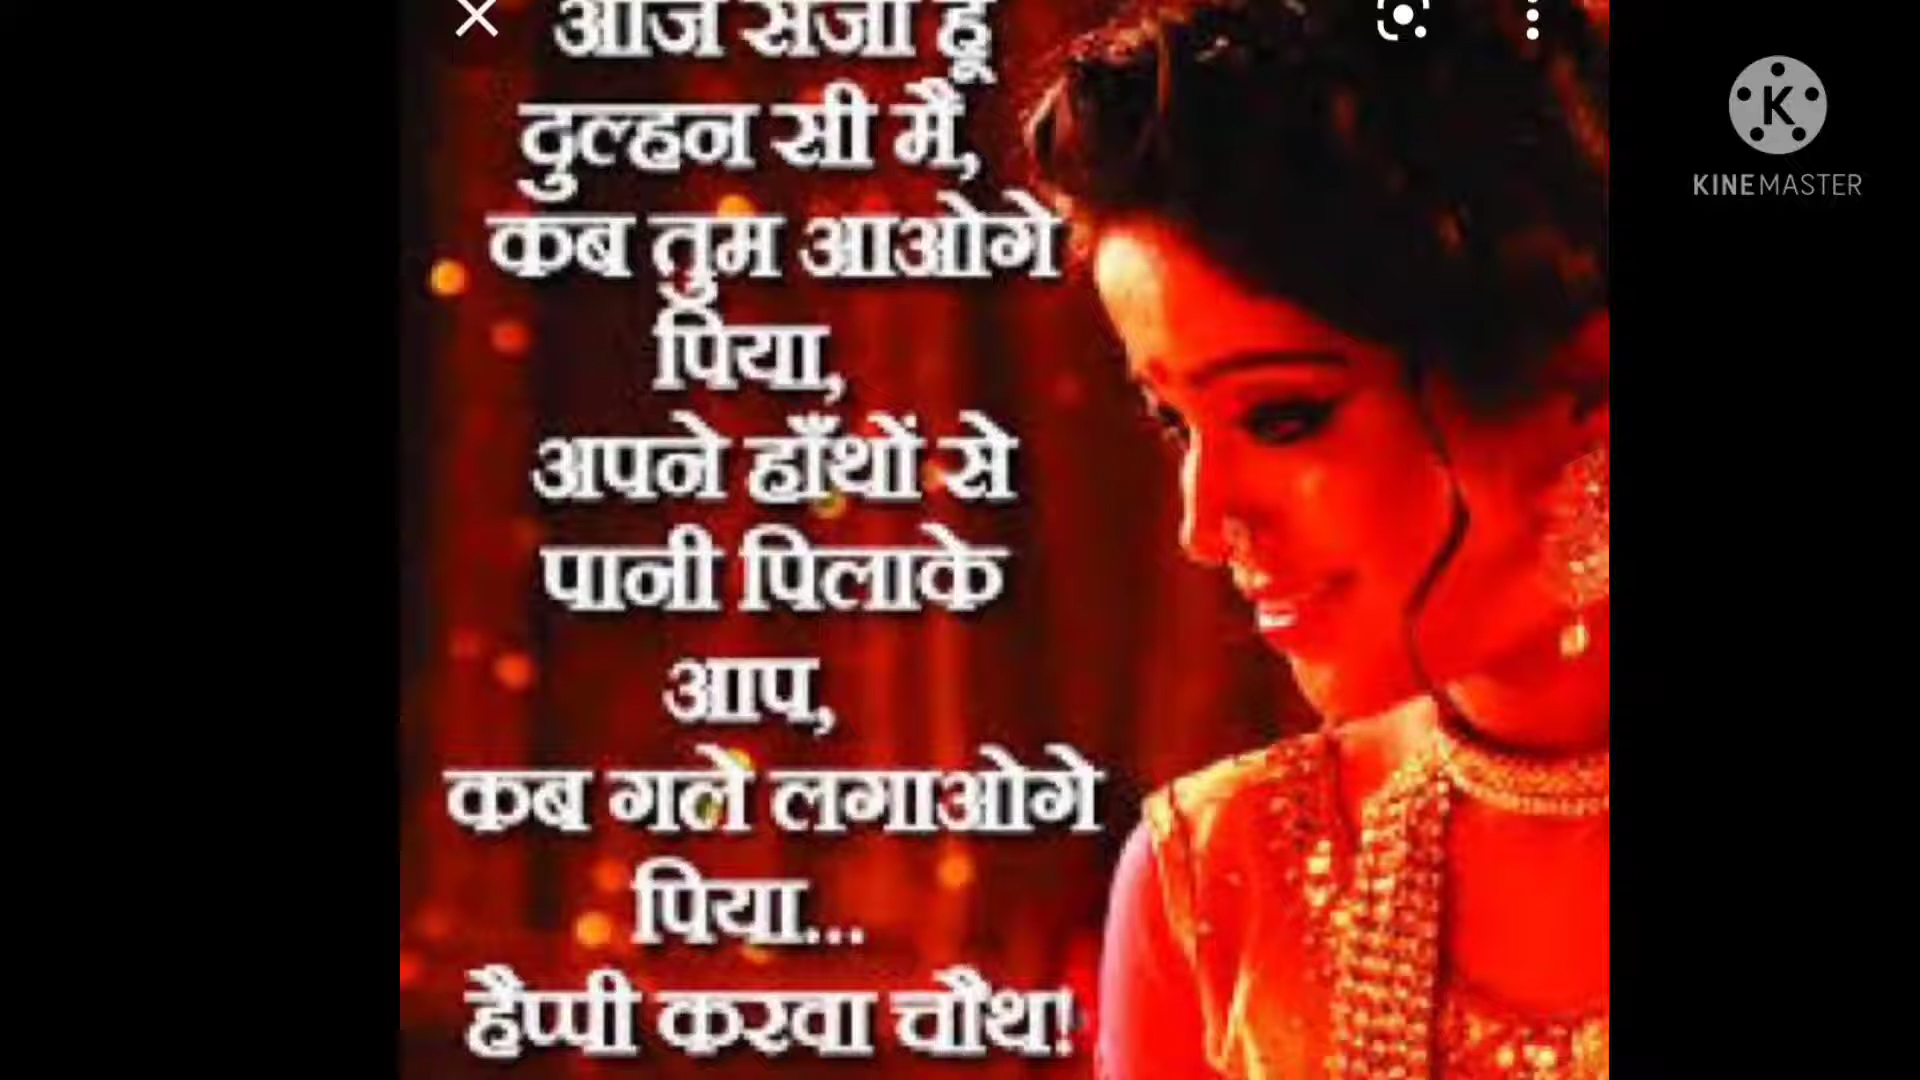 आज सजी हूँ
दुल्हन सी मैं,
कब तुम आओगे
पिया,
अपने हाँथों से
पानी पिलाके
आप,
कब गले लगाओगे
पिया...
हैप्पी करवा चौथ!
K
KINEMASTER